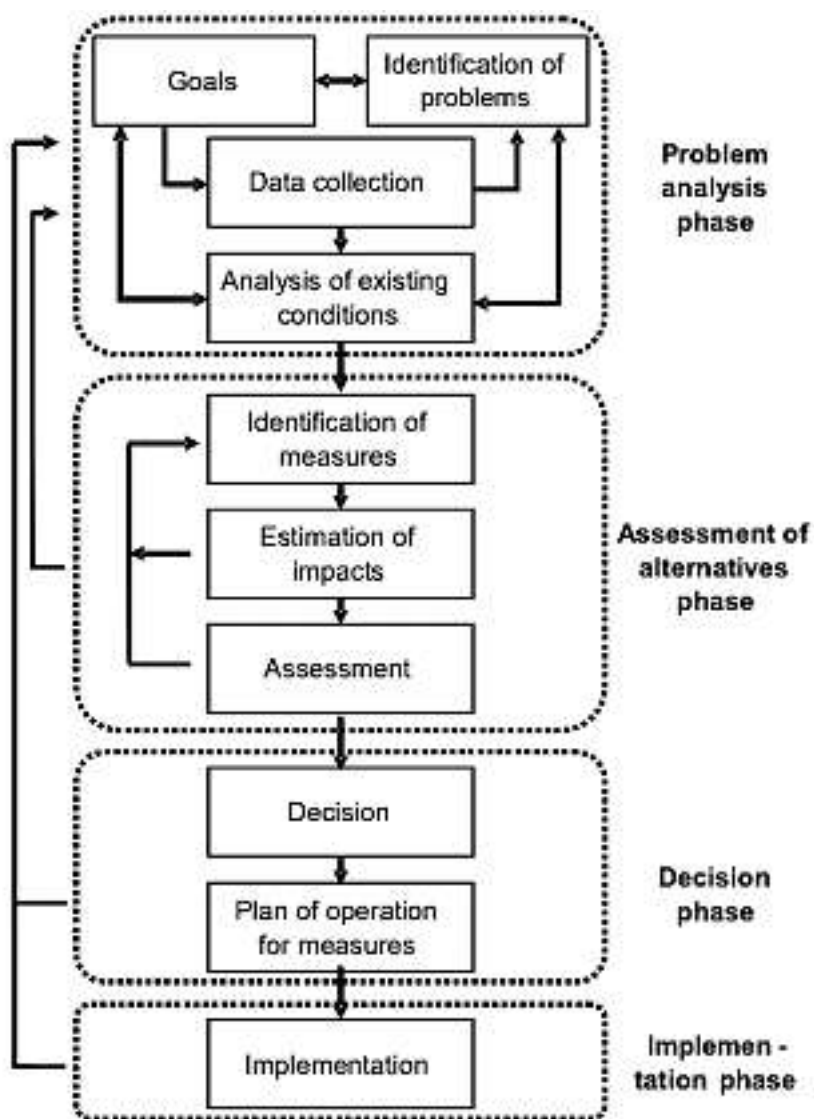 Goals
Identification of
problems
Data collection
Analysis of existing
conditions
Problem
analysis
phase
Identification of
measures
Estimation of
impacts
Assessment
Assessment of
alternatives
phase
Decision
Plan of operation
for measures
Decision
phase
Implementation
Implemen -
tation phase